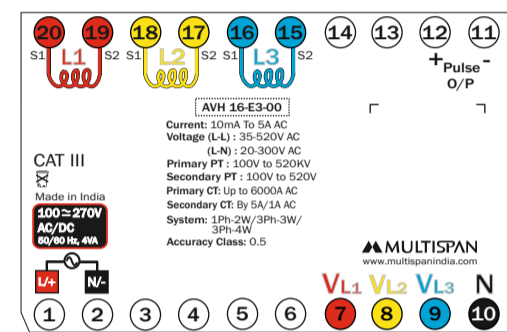 20 19 18 17 16 15 14 13 12 11
S1 L1 S2 S1 L2 S2 S1 L3 S2
+ Pulse -
O/P
AVH 16-E3-00
Current: 10mA To 5A AC
Voltage (L-L) : 35-520V AC
(L-N) : 20-300V AC
Primary PT : 100V to 520KV
Secondary PT : 100V to 520V
Primary CT: Up to 6000A AC
Secondary CT: By 5A/1A AC
System: 1Ph-2W/3Ph-3W/
3Ph-4W
Accuracy Class: 0.5
CAT III
Made in India
100≃270V
AC/DC
50/60 Hz, 4VA
L/+ N/-
MULTISPAN
www.multispanindia.com
VL1 VL2 VL3 N
1 2 3 4 5 6 7 8 9 10